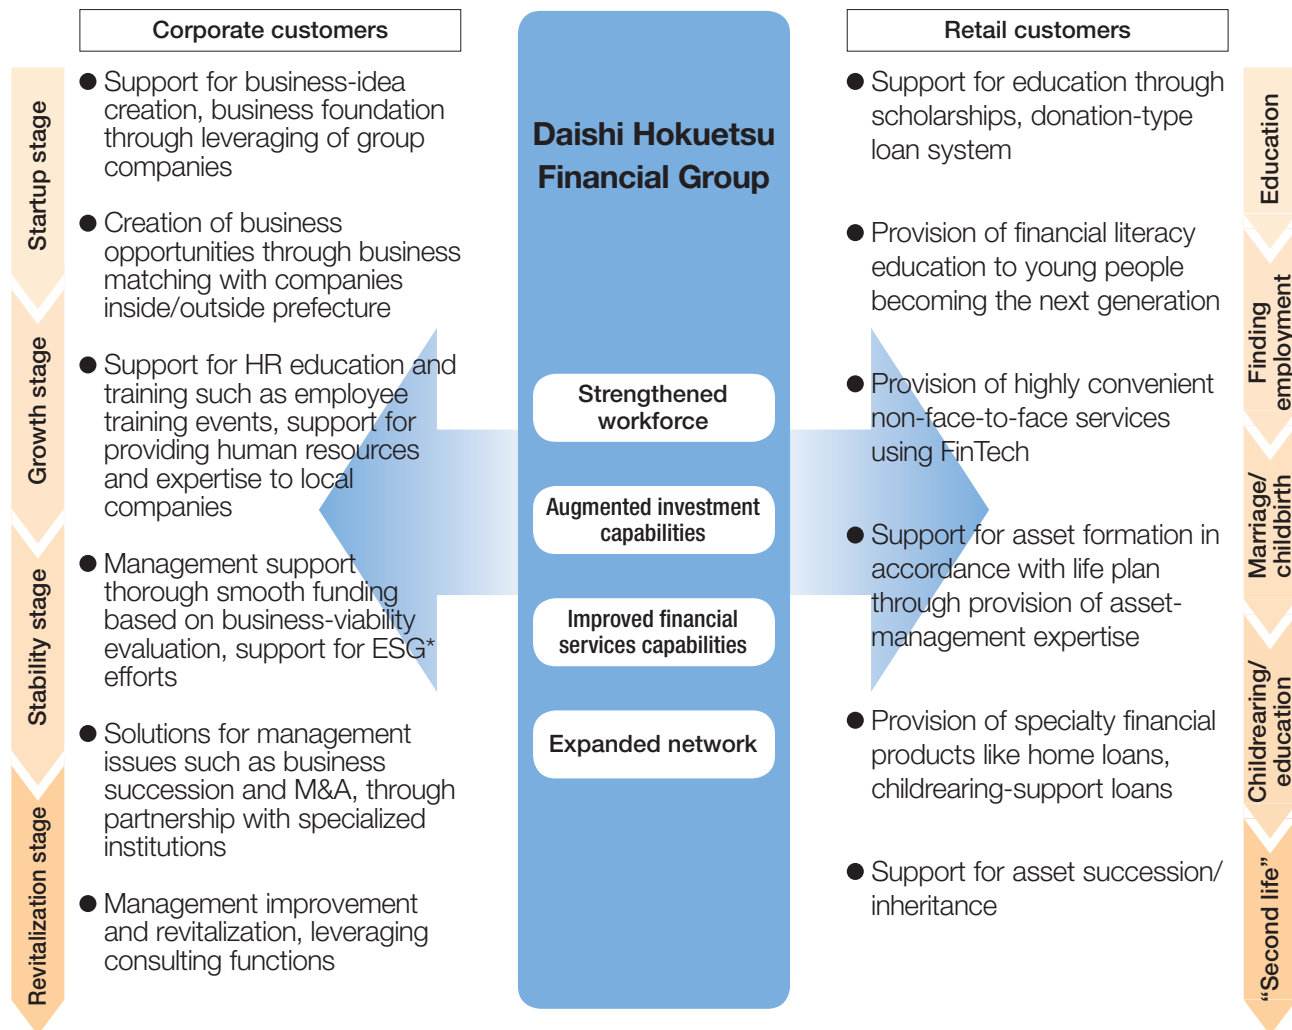 Corporate customers
Startup stage
Growth stage
Stability stage
Revitalization stage
● Support for business-idea
creation, business foundation
through leveraging of group
companies
● Creation of business
opportunities through business
matching with companies
inside/outside prefecture
● Support for HR education and
training such as employee
training events, support for
providing human resources
and expertise to local
companies
● Management support
thorough smooth funding
based on business-viability
evaluation, support for ESG*
efforts
● Solutions for management
issues such as business
succession and M&A, through
partnership with specialized
institutions
● Management improvement
and revitalization, leveraging
consulting functions
Daishi Hokuetsu
Financial Group
Strengthened
workforce
Augmented investment
capabilities
Improved financial
services capabilities
Expanded network
Retail customers
● Support for education through
scholarships, donation-type
loan system
● Provision of financial literacy
education to young people
becoming the next generation
● Provision of highly convenient
non-face-to-face services
using FinTech
● Support for asset formation in
accordance with life plan
through provision of asset-
management expertise
● Provision of specialty financial
products like home loans,
childrearing-support loans
● Support for asset succession/
inheritance
Education
Finding
employment
Marriage/
childbirth
Childrearing/
education
“Second life”